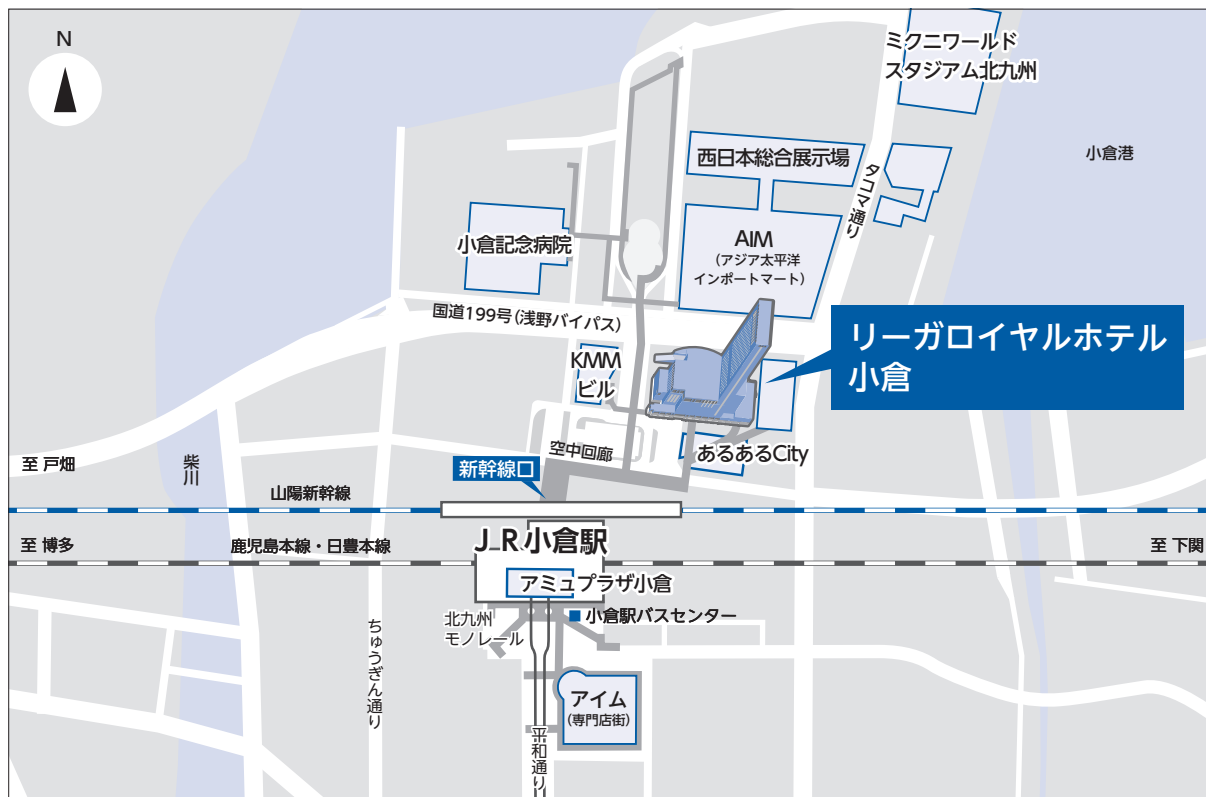 N
ミクニワールド
スタジアム北九州
小倉港
西日本総合展示場
タコマ通り
小倉記念病院
AIM
(アジア太平洋
インポートマート)
国道199号(浅野バイパス)
リーガロイヤルホテル
小倉
KMM
ビル
空中回廊
あるあるCity
至 戸畑
柴川
新幹線口
山陽新幹線
JR小倉駅
至 博多
鹿児島本線・日豊本線
至 下関
アミュプラザ小倉
北九州
モノレール
小倉駅バスセンター
ちゅうぎん通り
アイム
(専門店街)
平和通り